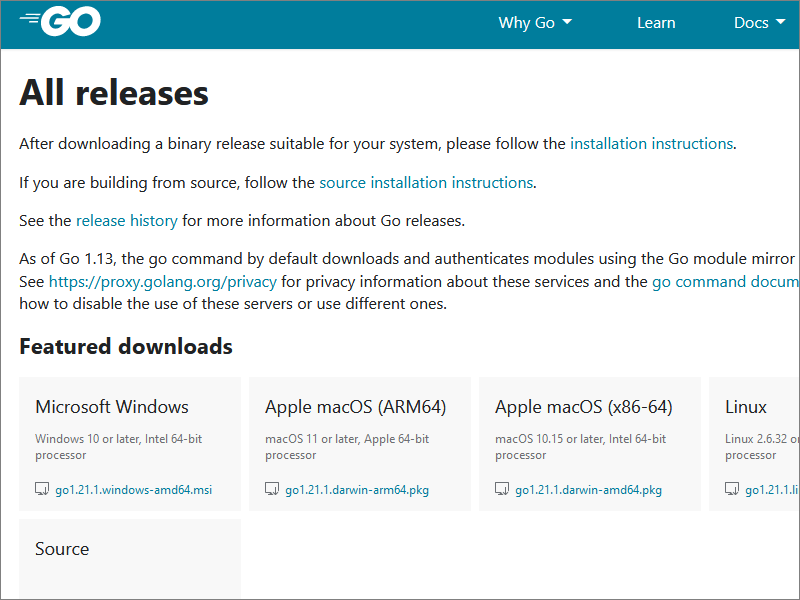 GO
Why Go
Learn
Docs
All releases
After downloading a binary release suitable for your system, please follow the installation instructions.
If you are building from source, follow the source installation instructions.
See the release history for more information about Go releases.
As of Go 1.13, the go command by default downloads and authenticates modules using the Go module mirror
See https://proxy.golang.org/privacy for privacy information about these services and the go command docum
how to disable the use of these servers or use different ones.
Featured downloads
Microsoft Windows
Windows 10 or later, Intel 64-bit
processor
go1.21.1.windows-amd64.msi
Apple macOS (ARM64)
macOS 11 or later, Apple 64-bit
processor
go1.21.1.darwin-arm64.pkg
Apple macOS (x86-64)
macOS 10.15 or later, Intel 64-bit
processor
go1.21.1.darwin-amd64.pkg
Linux
Linux 2.6.32 o
processor
go1.21.1.li
Source